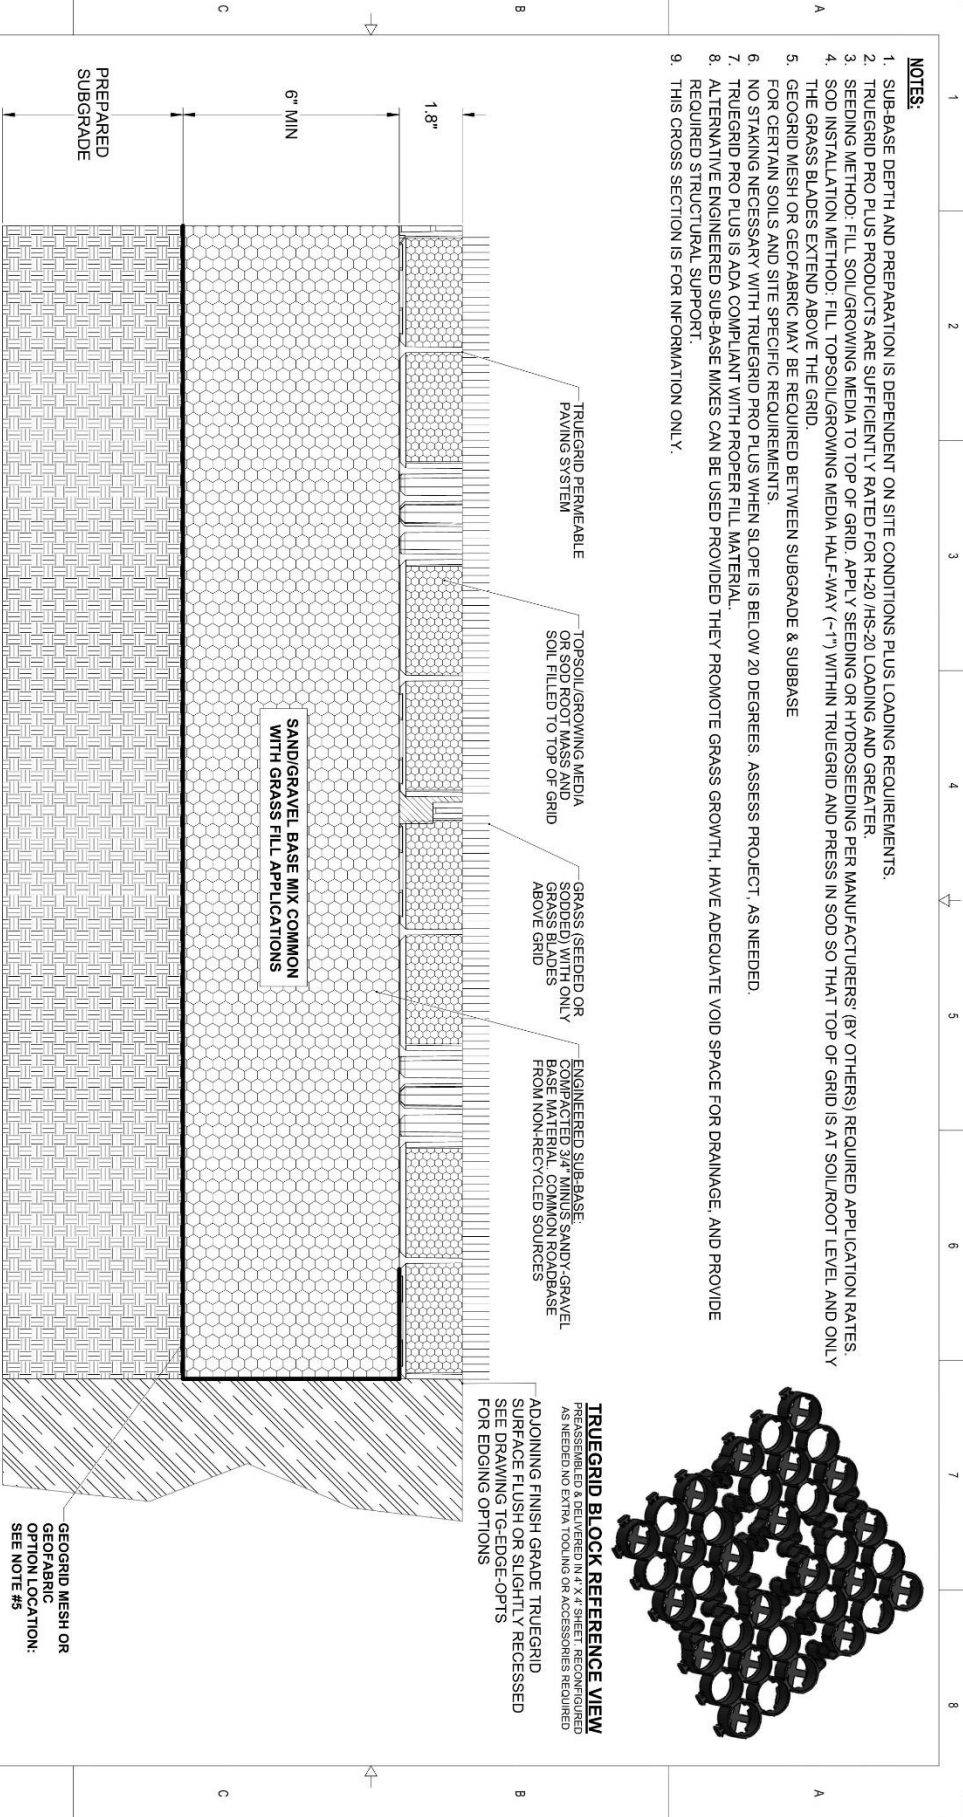 1 2 3 4 5 6 7 8
A A
NOTES:
1. SUB-BASE DEPTH AND PREPARATION IS DEPENDENT ON SITE CONDITIONS PLUS LOADING REQUIREMENTS.
2. TRUEGRID PRO PLUS PRODUCTS ARE SUFFICIENTLY RATED FOR H-20 /HS-20 LOADING AND GREATER.
3. SEEDING METHOD: FILL SOIL/GROWING MEDIA TO TOP OF GRID. APPLY SEEDING OR HYDROSEEDING PER MANUFACTURERS' (BY OTHERS) REQUIRED APPLICATION RATES.
4. SOD INSTALLATION METHOD: FILL TOPSOIL/GROWING MEDIA HALF-WAY (~1") WITHIN TRUEGRID AND PRESS IN SOD SO THAT TOP OF GRID IS AT SOIL/ROOT LEVEL AND ONLY
THE GRASS BLADES EXTEND ABOVE THE GRID.
5. GEOGRID MESH OR GEOFABRIC MAY BE REQUIRED BETWEEN SUBGRADE & SUBBASE
FOR CERTAIN SOILS AND SITE SPECIFIC REQUIREMENTS.
6. NO STAKING NECESSARY WITH TRUEGRID PRO PLUS WHEN SLOPE IS BELOW 20 DEGREES. ASSESS PROJECT, AS NEEDED.
7. TRUEGRID PRO PLUS IS ADA COMPLIANT WITH PROPER FILL MATERIAL.
8. ALTERNATIVE ENGINEERED SUB-BASE MIXES CAN BE USED PROVIDED THEY PROMOTE GRASS GROWTH, HAVE ADEQUATE VOID SPACE FOR DRAINAGE, AND PROVIDE
REQUIRED STRUCTURAL SUPPORT.
9. THIS CROSS SECTION IS FOR INFORMATION ONLY.
TRUEGRID BLOCK REFERENCE VIEW
PREASSEMBLED & DELIVERED IN 4' X 4' SHEET. RECONFIGURED
AS NEEDED.NO EXTRA TOOLING OR ACCESSORIES REQUIRED
B B
TRUEGRID PERMEABLE
PAVING SYSTEM
TOPSOIL/GROWING MEDIA
OR SOD ROOT MASS AND
SOIL FILLED TO TOP OF GRID
GRASS (SEEDED OR
SODDED) WITH ONLY
GRASS BLADES
ABOVE GRID
ENGINEERED SUB-BASE:
COMPACTED 3/4" MINUS SANDY-GRAVEL
BASE MATERIAL. COMMON ROADBASE
FROM NON-RECYCLED SOURCES
ADJOINING FINISH GRADE TRUEGRID
SURFACE FLUSH OR SLIGHTLY RECESSED
SEE DRAWING TG-EDGE-OPTS
FOR EDGING OPTIONS
1.8"
6" MIN
SAND/GRAVEL BASE MIX COMMON
WITH GRASS FILL APPLICATIONS
C C
PREPARED
SUBGRADE
GEOGRID MESH OR
GEOFABRIC
OPTION LOCATION:
SEE NOTE #5